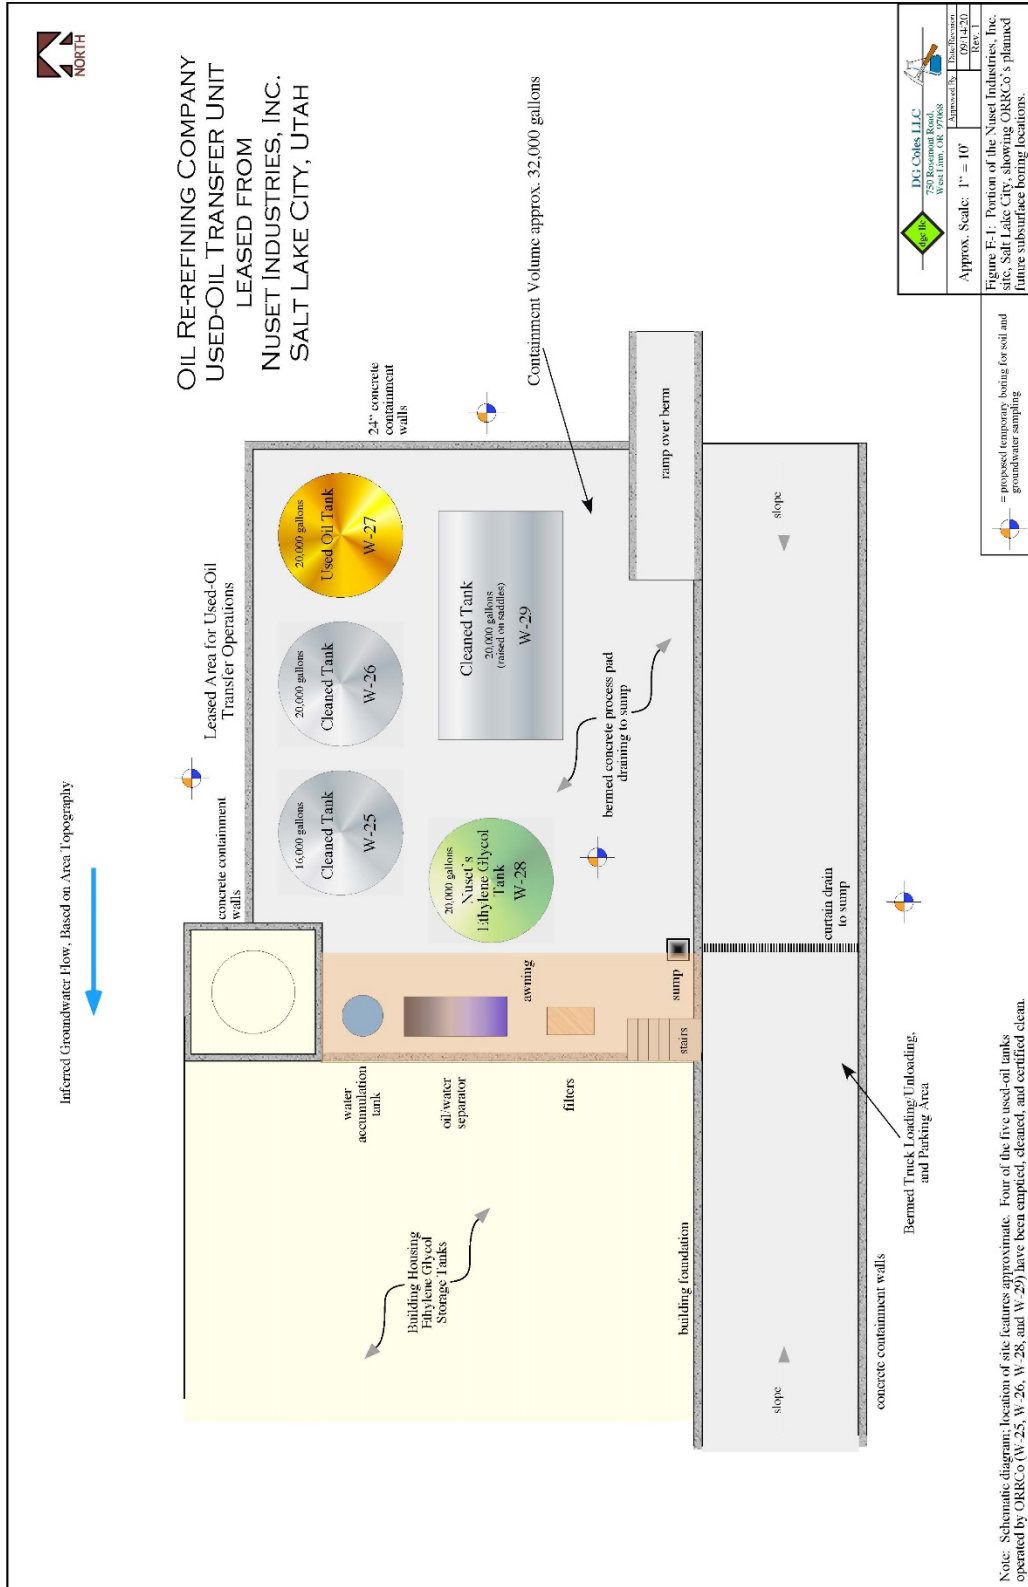 NORTH
OIL RE-REFINING COMPANY
USED-OIL TRANSFER UNIT
LEASED FROM
NUSET INDUSTRIES, INC.
SALT LAKE CITY, UTAH
Inferred Groundwater Flow, Based on Area Topography
Leased Area for Used-Oil
Transfer Operations
24" concrete
containment
walls
Containment Volume approx. 32,000 gallons
concrete containment
walls
16,000 gallons
Cleaned Tank
W-25
20,000 gallons
Cleaned Tank
W-26
20,000 gallons
Used Oil Tank
W-27
20,000 gallons
Nuset's
Ethylene Glycol
Tank
W-28
Cleaned Tank
20,000 gallons
(raised on saddles)
W-29
ramp over berm
bermed concrete process pad
draining to sump
water
accumulation
tank
oil/water
separator
filters
awning
sump
stairs
Building Housing
Ethylene Glycol
Storage Tanks
building foundation
slope
slope
curtain drain
to sump
Bermed Truck Loading/Unloading,
and Parking Area
concrete containment walls
Note: Schematic diagram; location of site features approximate. Four of the five used-oil tanks
operated by ORRCo (W-25, W-26, W-28, and W-29) have been emptied, cleaned, and certified clean.
= proposed temporary boring for soil and
groundwater sampling
dgc llc
DG Coles LLC
750 Rosemont Road,
West Linn, OR 97068
Approx. Scale: 1" = 10'
Approved By
Date/Revision
09/14/20
Rev. 1
Figure F-1: Portion of the Nuset Industries, Inc.
site, Salt Lake City, showing ORRCo's planned
future subsurface boring locations.